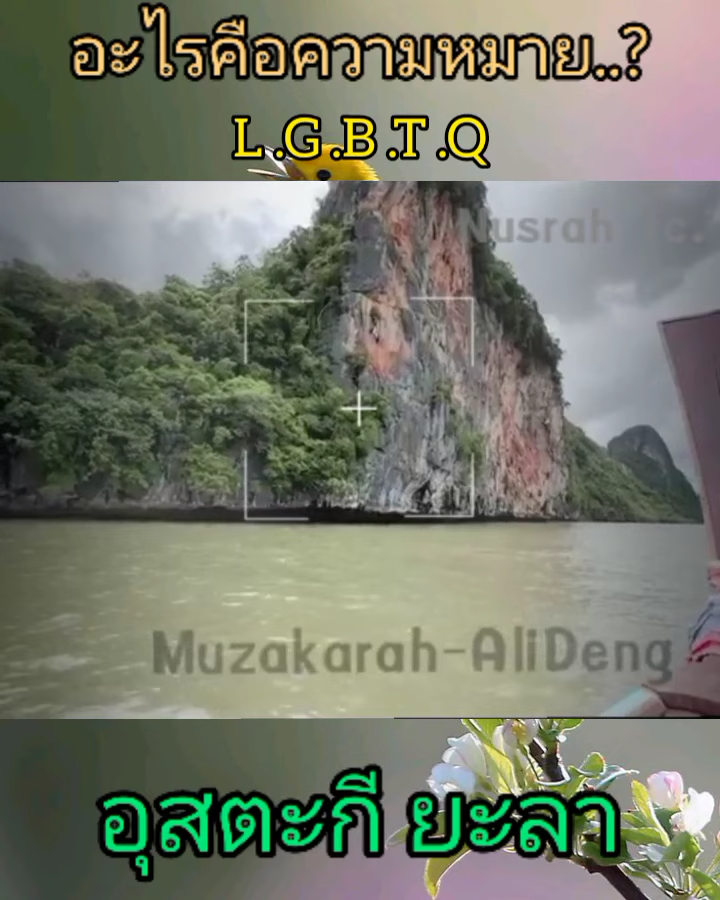 อะไรคือความหมาย..?
L.G.B.T.Q
Nusrah
Muzakarah-AliDeng
อุสตะกี ยะลา